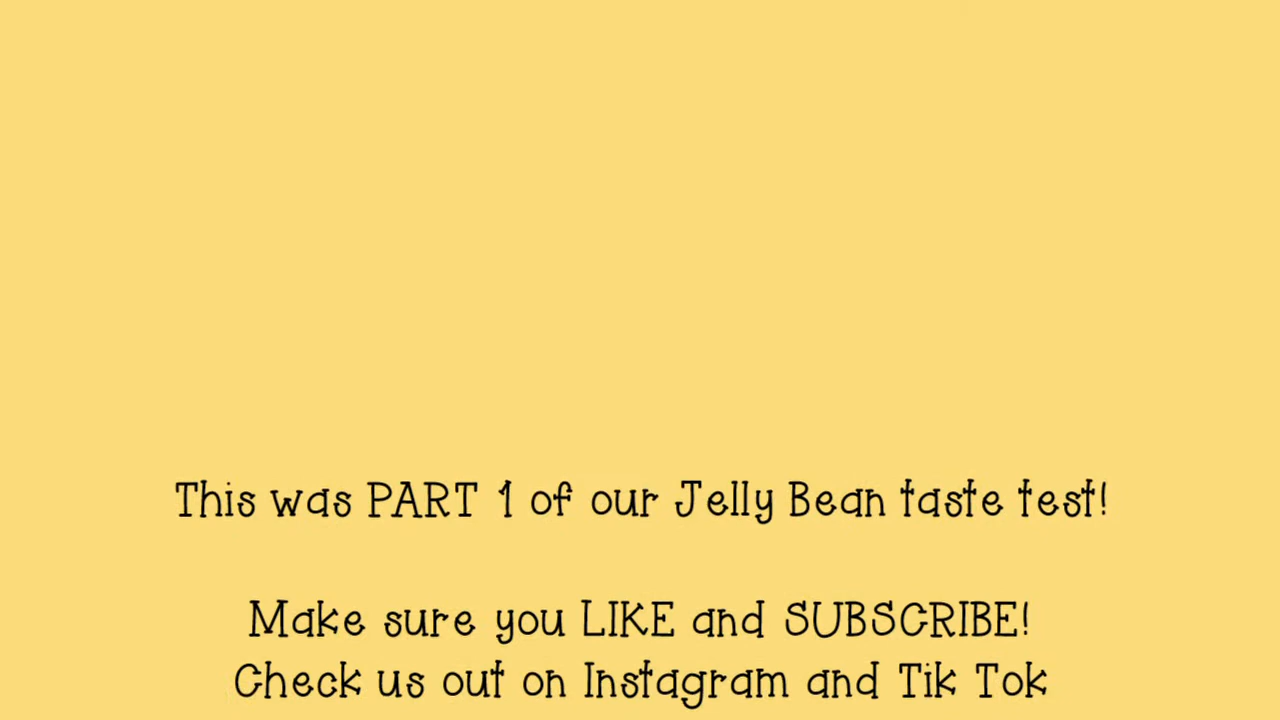 This was PART 1 of our Jelly Bean taste test!
Make sure you LIKE and SUBSCRIBE!
Check us out on Instagram and Tik Tok